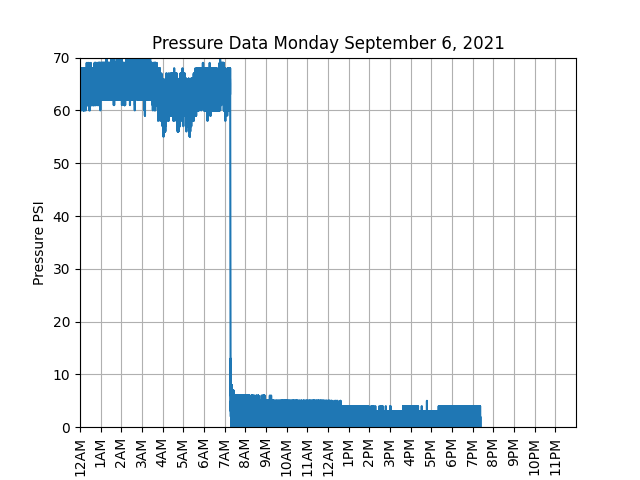 Pressure Data Monday September 6, 2021
Pressure PSI
70
60
50
40
30
20
10
0
12AM
1AM
2AM
3AM
4AM
5AM
6AM
7AM
8AM
9AM
10AM
11AM
12AM
1PM
2PM
3PM
4PM
5PM
6PM
7PM
8PM
9PM
10PM
11PM